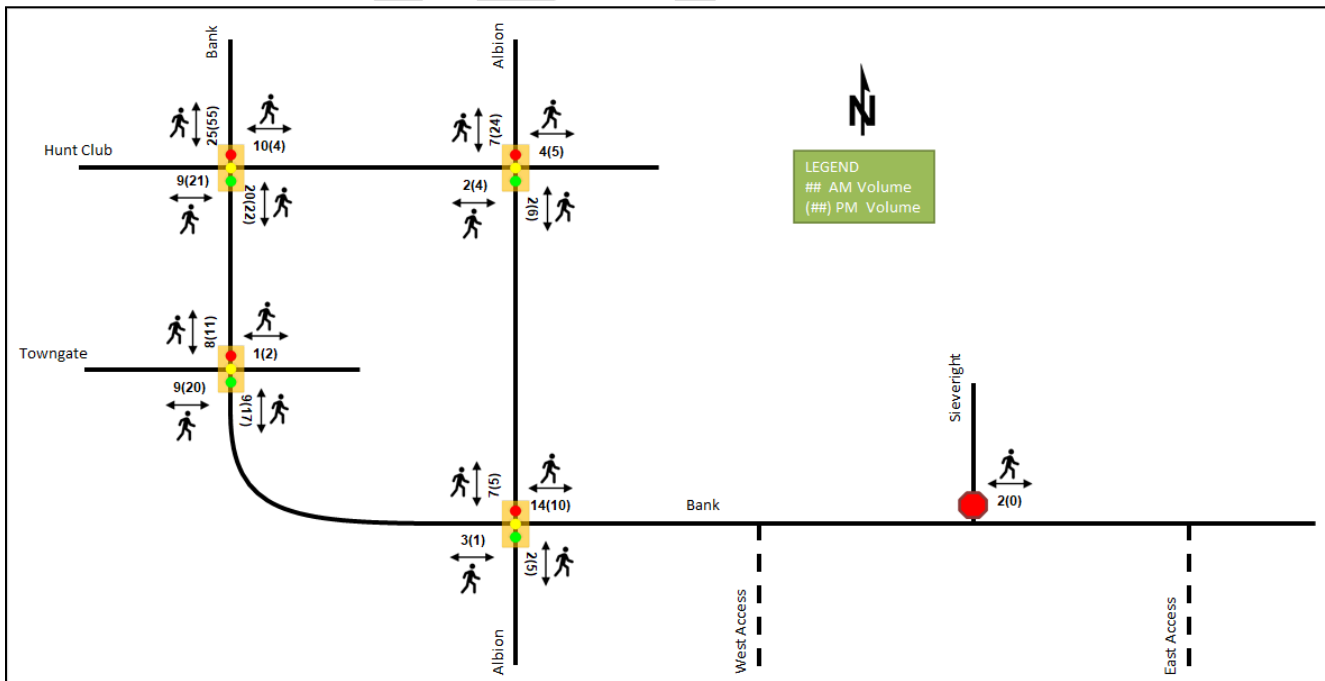 Bank
Albion
25(55)
10(4)
7(24)
4(5)
Hunt Club
N
LEGEND
## AM Volume
(##) PM Volume
9(21)
20(22)
2(4)
2(6)
8(11)
1(2)
Towngate
9(20)
9(17)
Sieveright
7(5)
14(10)
Bank
2(0)
3(1)
2(5)
Albion
West Access
East Access